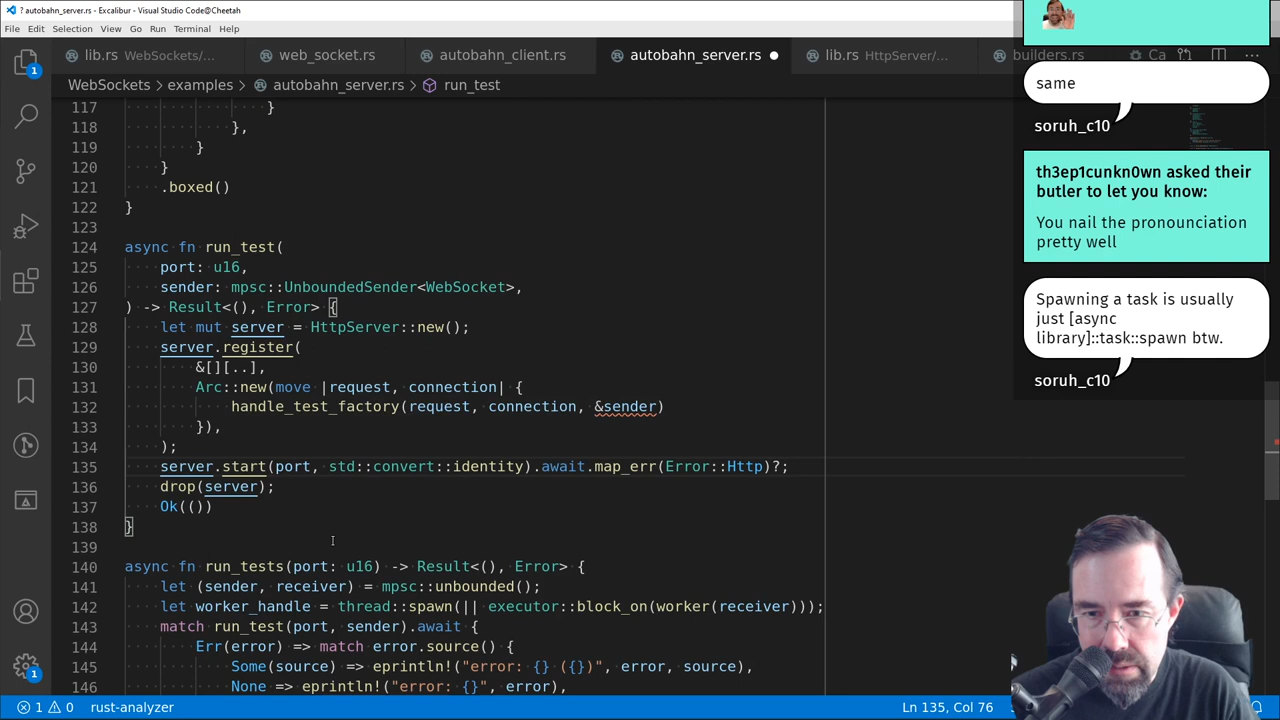 ? autobahn_server.rs - Excalibur - Visual Studio Code@Cheetah
File Edit Selection View Go Run Terminal Help
lib.rs WebSockets/... web_socket.rs autobahn_client.rs autobahn_server.rs lib.rs HttpServer/... builders.rs Ca
WebSockets > examples > autobahn_server.rs > run_test
117 }
118 },
119 }
120 }
121 .boxed()
122 }
123
124 async fn run_test(
125 port: u16,
126 sender: mpsc::UnboundedSender<WebSocket>,
127 ) -> Result<(), Error> {
128 let mut server = HttpServer::new();
129 server.register(
130 &[][..],
131 Arc::new(move |request, connection| {
132 handle_test_factory(request, connection, &sender)
133 }),
134 );
135 server.start(port, std::convert::identity).await.map_err(Error::Http)?;
136 drop(server);
137 Ok(())
138 }
139
140 async fn run_tests(port: u16) -> Result<(), Error> {
141 let (sender, receiver) = mpsc::unbounded();
142 let worker_handle = thread::spawn(|| executor::block_on(worker(receiver)));
143 match run_test(port, sender).await {
144 Err(error) => match error.source() {
145 Some(source) => eprintln!("error: {} ({})", error, source),
146 None => eprintln!("error: {}", error),
1
1
1 0 rust-analyzer Ln 135, Col 76
same
soruh_c10
th3ep1cunkn0wn asked their
butler to let you know:
You nail the pronounciation
pretty well
Spawning a task is usually
just [async
library]::task::spawn btw.
soruh_c10